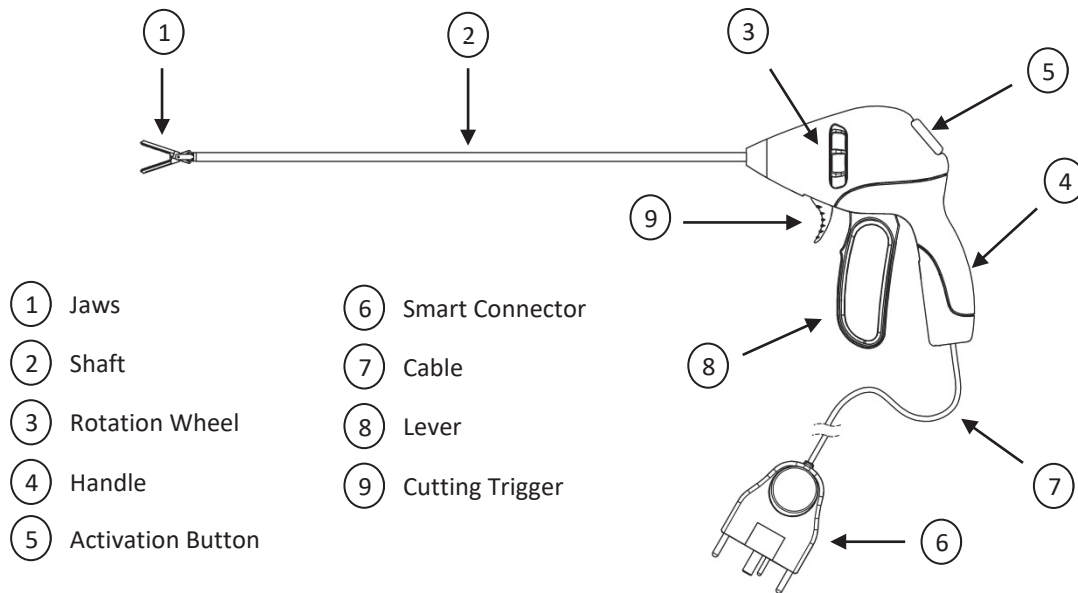 1
2
3
5
4
9
1 Jaws
6 Smart Connector
2 Shaft
7 Cable
8
3 Rotation Wheel
8 Lever
4 Handle
9 Cutting Trigger
7
5 Activation Button
6